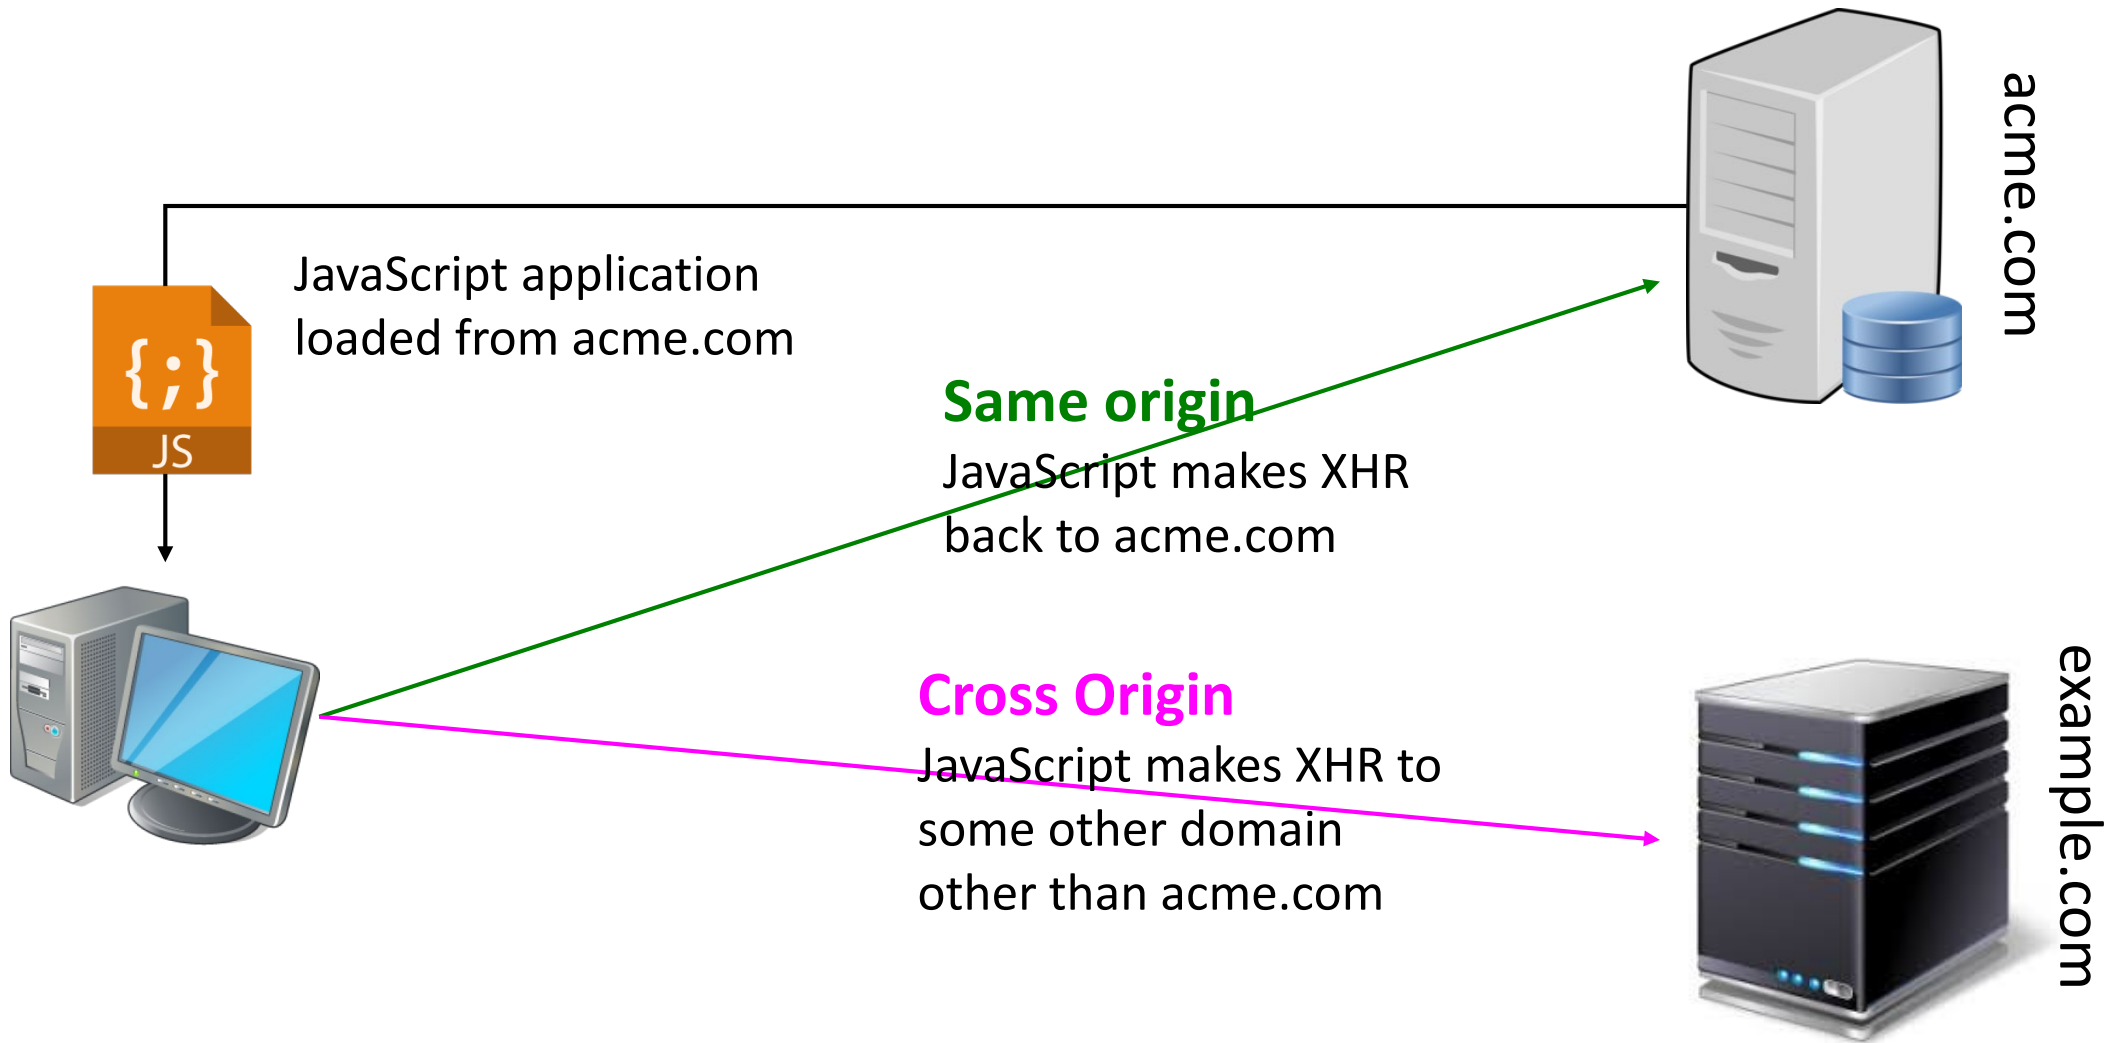 acme.com
JavaScript application
loaded from acme.com
{;}
JS
Same origin
JavaScript makes XHR
back to acme.com
Cross Origin
JavaScript makes XHR to
some other domain
other than acme.com
example.com